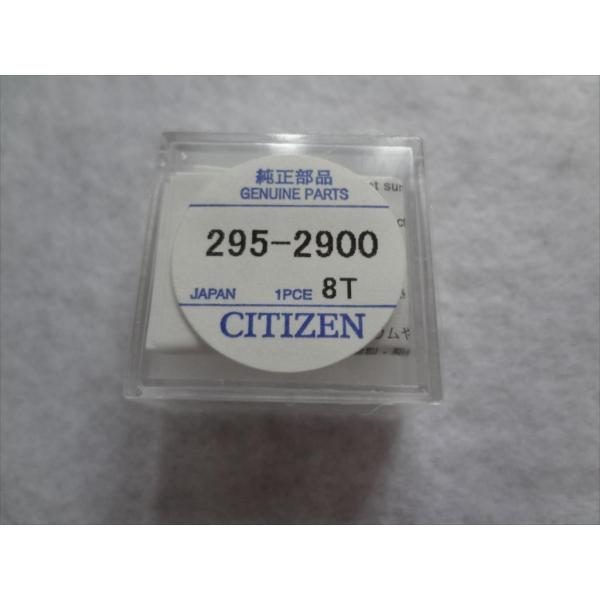 純正部品
GENUINE PARTS
295-2900
JAPAN 1PCE 8T
CITIZEN